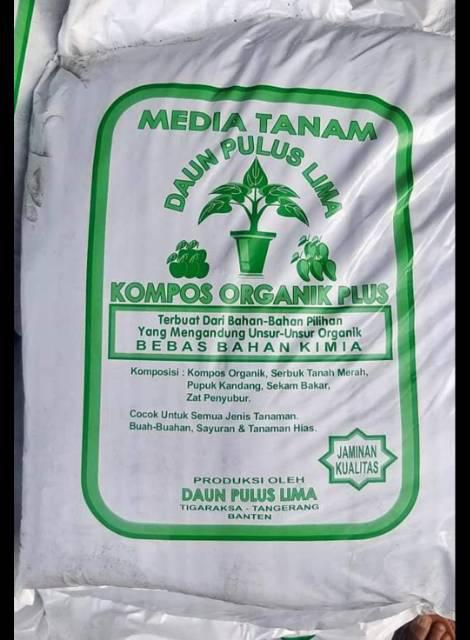 MEDIA TANAM
DAUN PULUS LIMA
KOMPOS ORGANIK PLUS
Terbuat Dari Bahan-Bahan Pilihan
Yang Mengandung Unsur-Unsur Organik
BEBAS BAHAN KIMIA
Komposisi : Kompos Organik, Serbuk Tanah Merah,
Pupuk Kandang, Sekam Bakar,
Zat Penyubur.
Cocok Untuk Semua Jenis Tanaman.
Buah-Buahan, Sayuran & Tanaman Hias.
JAMINAN
KUALITAS
PRODUKSI OLEH
DAUN PULUS LIMA
TIGARAKSA - TANGERANG
BANTEN